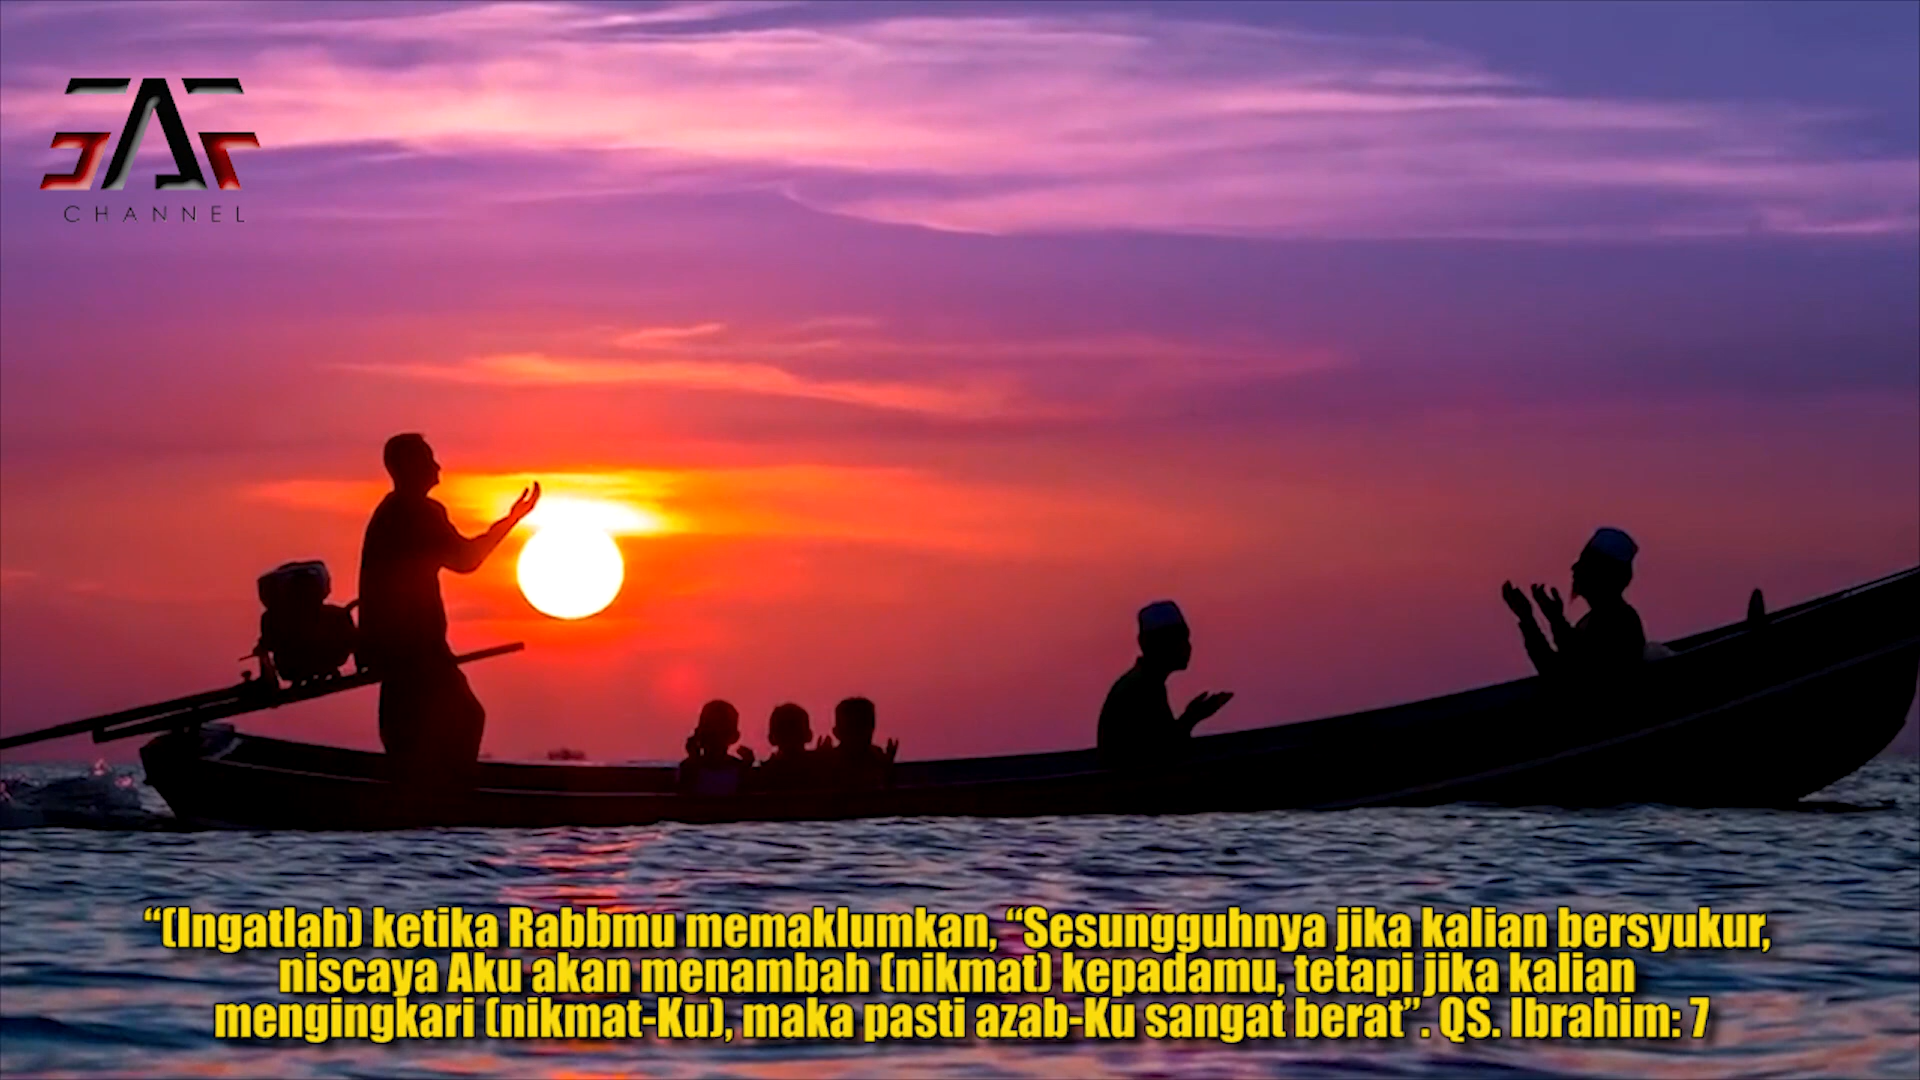 CHANNEL
“(Ingatlah) ketika Rabbmu memaklumkan, “Sesungguhnya jika kalian bersyukur,
niscaya Aku akan menambah (nikmat) kepadamu, tetapi jika kalian
mengingkari (nikmat-Ku), maka pasti azab-Ku sangat berat”. QS. Ibrahim: 7